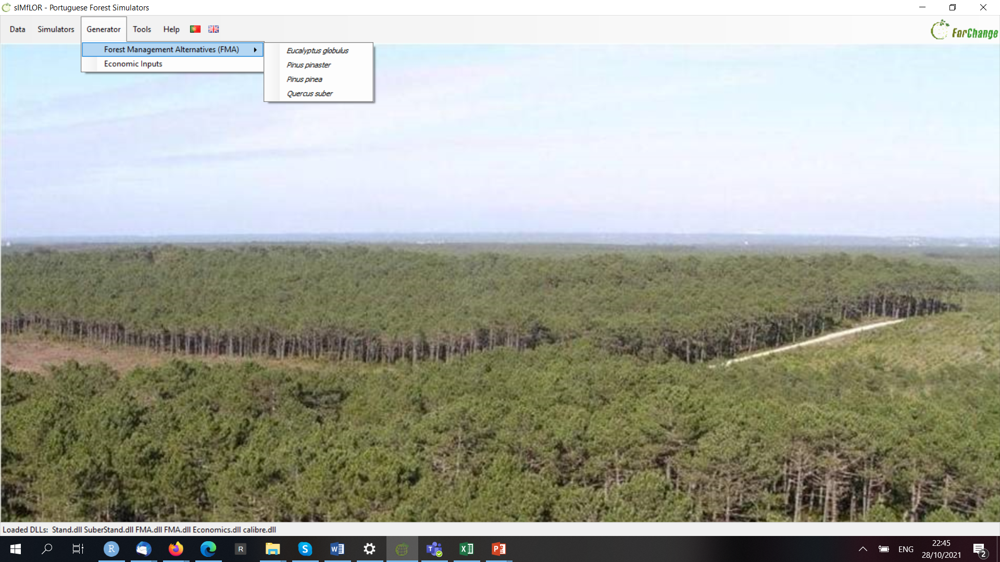 sIMfLOR - Portuguese Forest Simulators
Data Simulators Generator Tools Help
ForChange
Forest Management Alternatives (FMA)
Economic Inputs
Eucalyptus globulus
Pinus pinaster
Pinus pinea
Quercus suber
Loaded DLLs: Stand.dll SuberStand.dll FMA.dll FMA.dll Economics.dll calibre.dll
R
R
S
W
T
X
P
ENG
22:45
28/10/2021
2